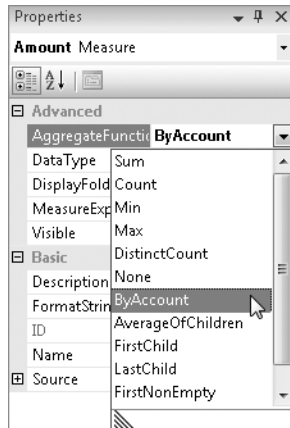 Properties
Amount Measure
Advanced
AggregateFunctic ByAccount
DataType
Sum
DisplayFold
Count
Min
MeasureExp
Max
Visible
DistinctCount
Basic
None
Description
ByAccount
FormatStrin
AverageOfChildren
ID
FirstChild
Name
LastChild
Source
FirstNonEmpty